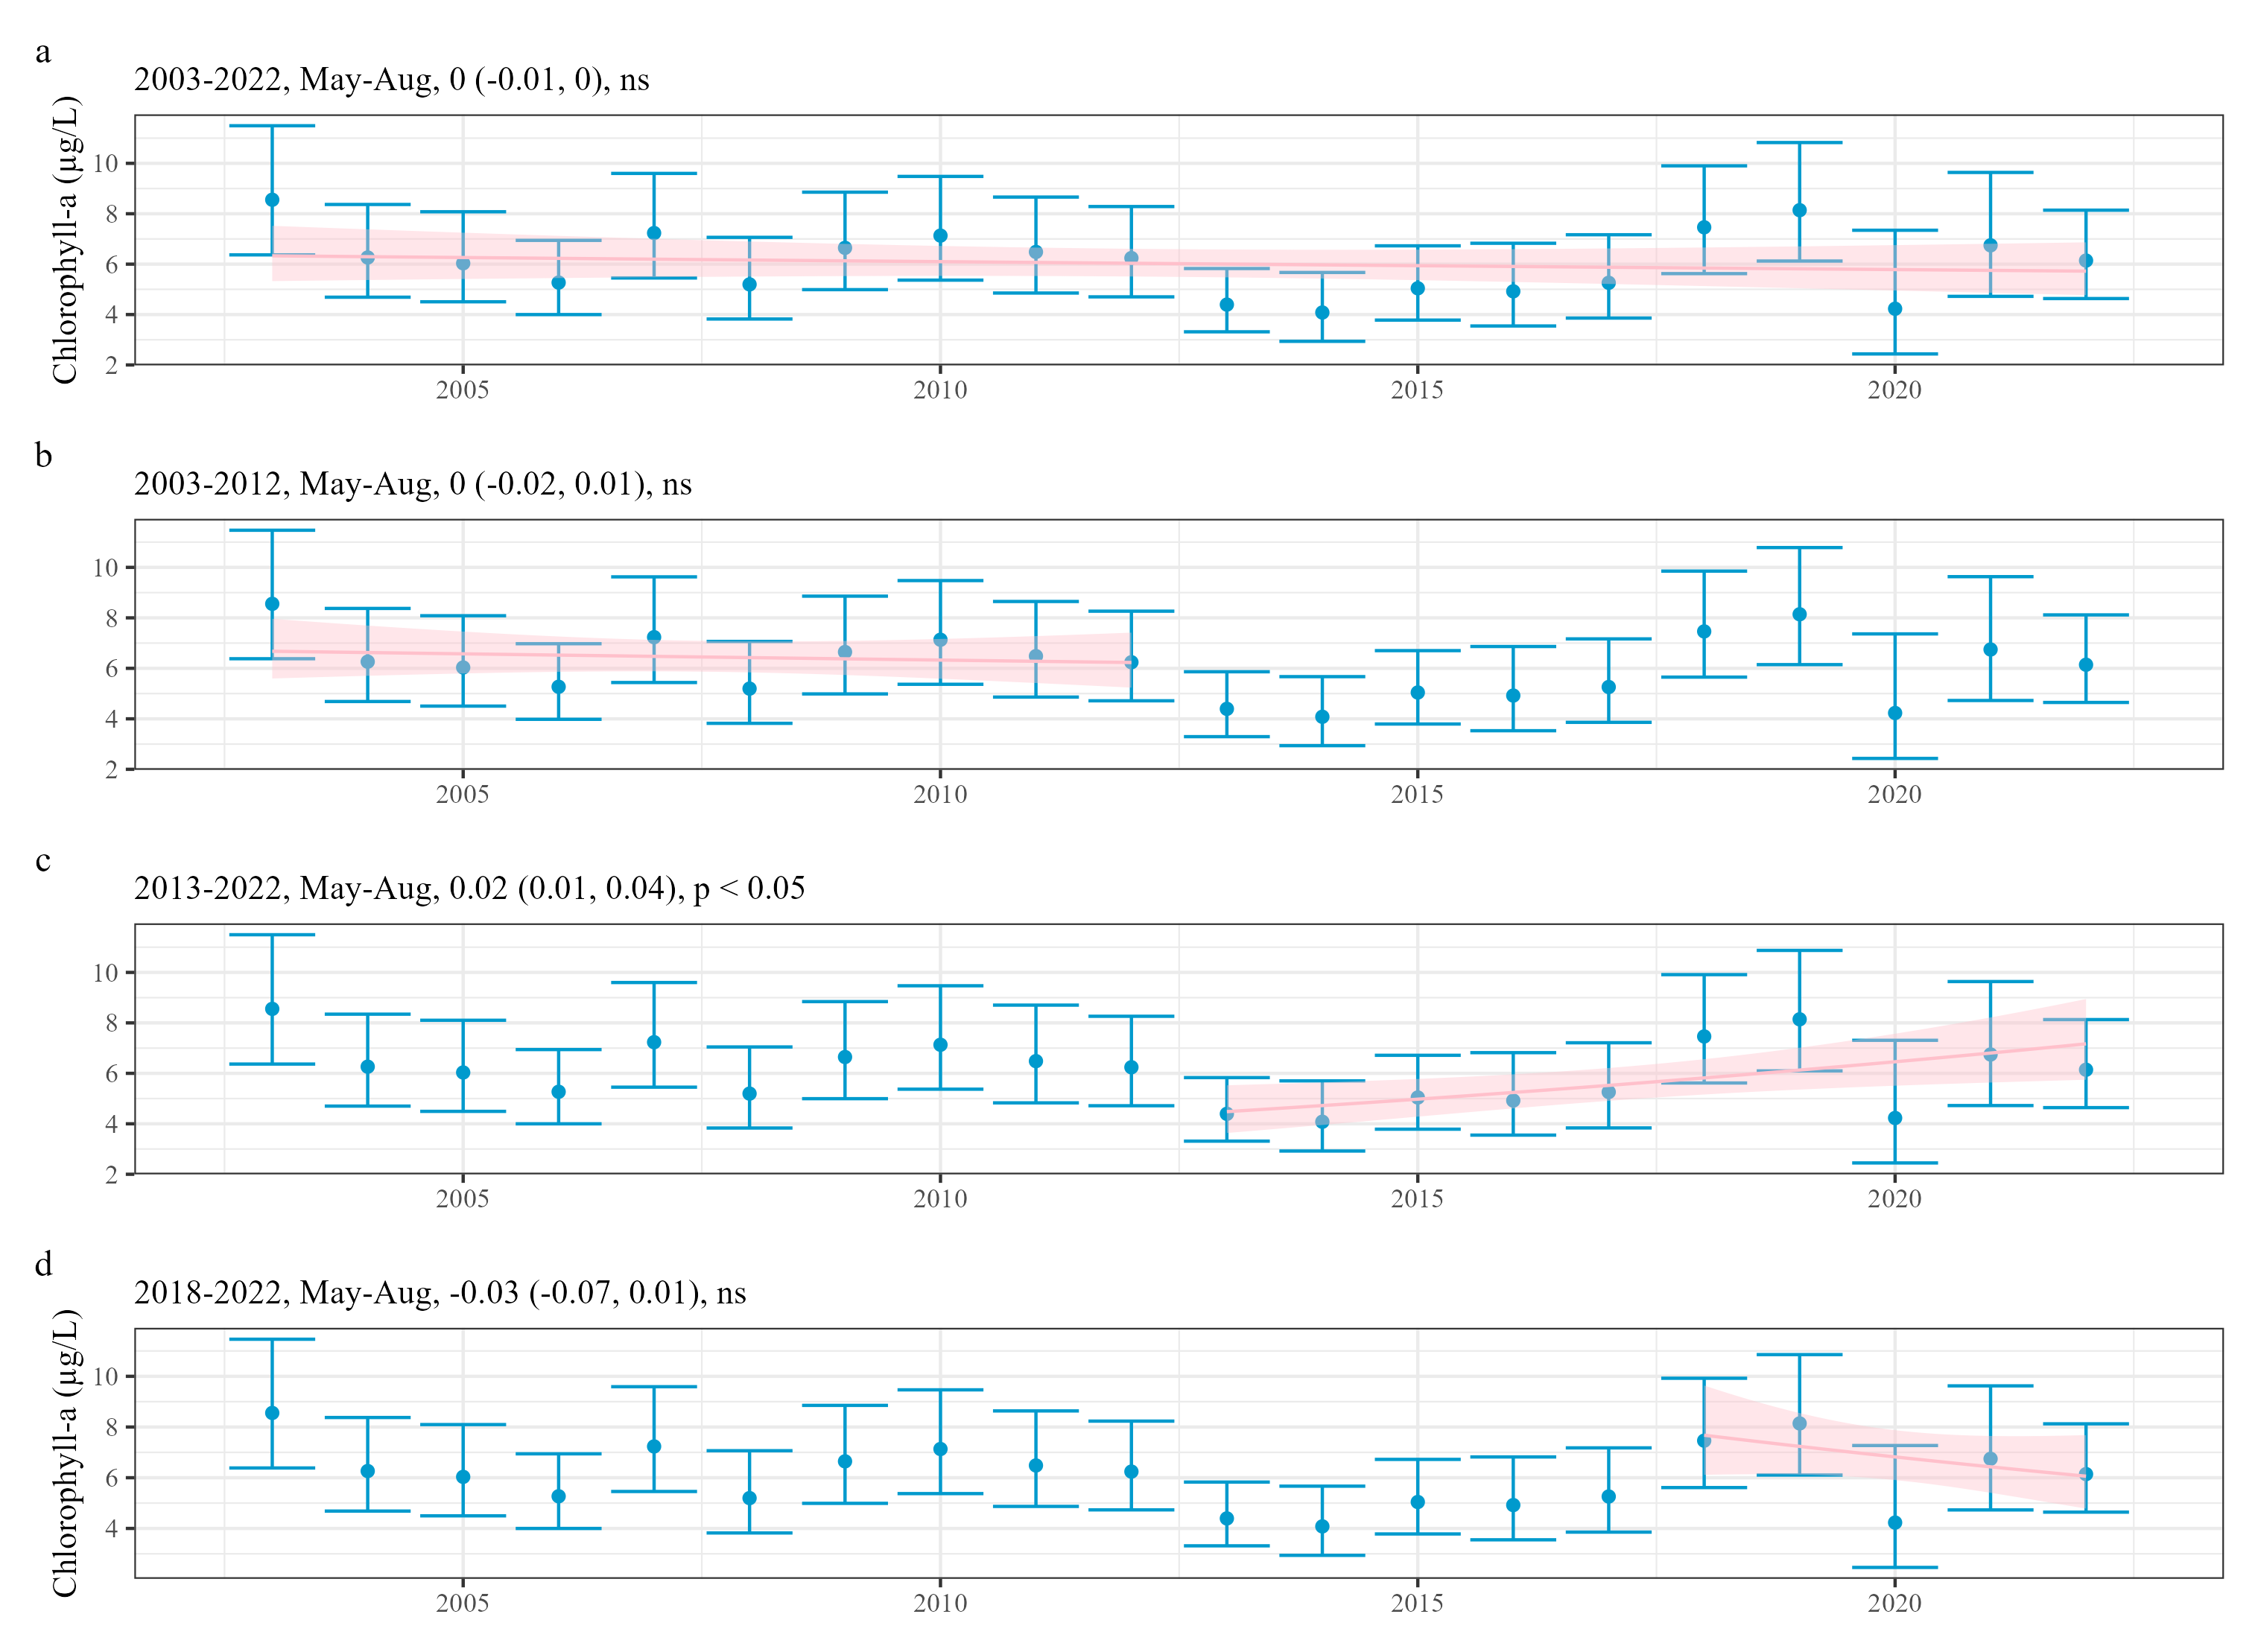 a
2003-2022, May-Aug, 0 (-0.01, 0), ns
Chlorophyll-a (µg/L)
10
8
6
4
2
2005 2010 2015 2020
b
2003-2012, May-Aug, 0 (-0.02, 0.01), ns
10
8
6
4
2
2005 2010 2015 2020
c
2013-2022, May-Aug, 0.02 (0.01, 0.04), p < 0.05
10
8
6
4
2
2005 2010 2015 2020
d
2018-2022, May-Aug, -0.03 (-0.07, 0.01), ns
Chlorophyll-a (µg/L)
10
8
6
4
2005 2010 2015 2020